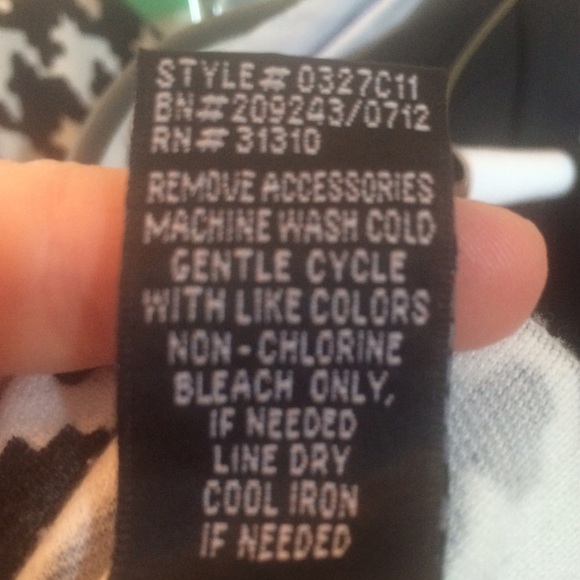 STYLE# 0327C11
BN# 209243/0712
RN# 31310
REMOVE ACCESSORIES
MACHINE WASH COLD
GENTLE CYCLE
WITH LIKE COLORS
NON-CHLORINE
BLEACH ONLY,
IF NEEDED
LINE DRY
COOL IRON
IF NEEDED